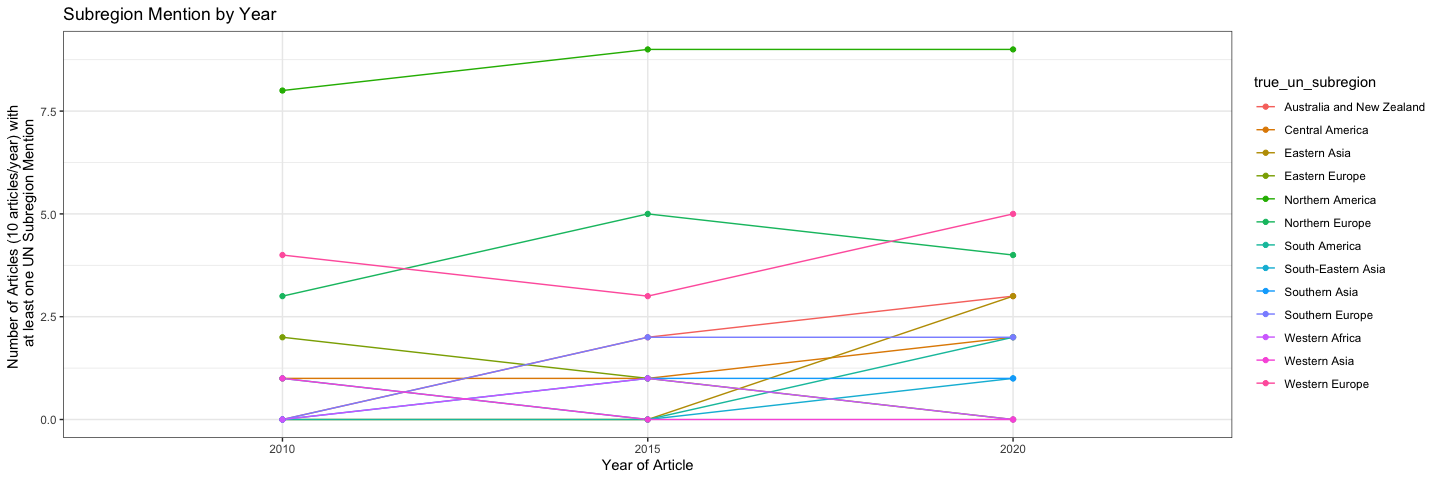 Subregion Mention by Year
Number of Articles (10 articles/year) with
at least one UN Subregion Mention
7.5
5.0
2.5
0.0
2010
2015
2020
Year of Article
true_un_subregion
Australia and New Zealand
Central America
Eastern Asia
Eastern Europe
Northern America
Northern Europe
South America
South-Eastern Asia
Southern Asia
Southern Europe
Western Africa
Western Asia
Western Europe